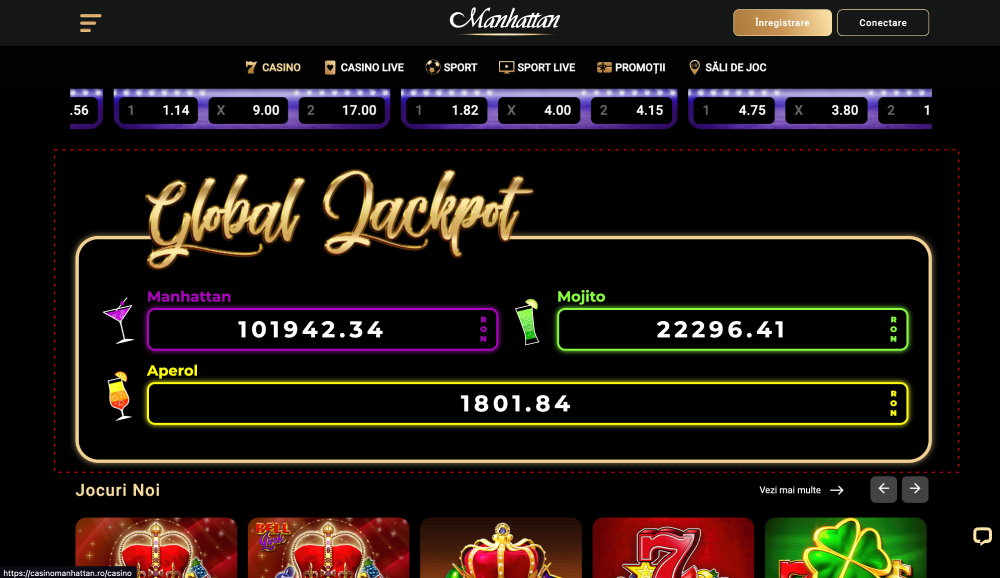 Manhattan
Înregistrare
Conectare
CASINO
CASINO LIVE
SPORT
SPORT LIVE
PROMOȚII
SĂLI DE JOC
.56
1 1.14 X 9.00 2 17.00
1 1.82 X 4.00 2 4.15
1 4.75 X 3.80 2 1
Global Jackpot
Manhattan
101942.34 RON
Mojito
22296.41 RON
Aperol
1801.84 RON
Jocuri Noi
Vezi mai multe
BELL
7
https://casinomanhattan.ro/casino